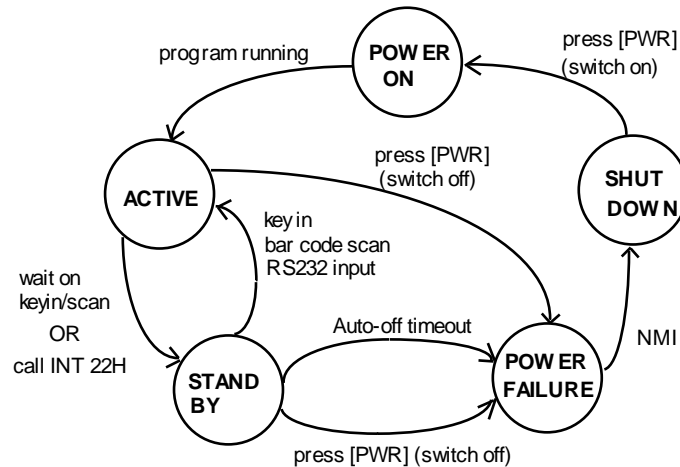 program running
POWER
ON
press [PWR]
(switch on)
ACTIVE
press [PWR]
(switch off)
SHUT
DOWN
key in
bar code scan
RS232 input
wait on
keyin/scan
OR
call INT 22H
Auto-off timeout
NMI
STAND
BY
POWER
FAILURE
press [PWR] (switch off)